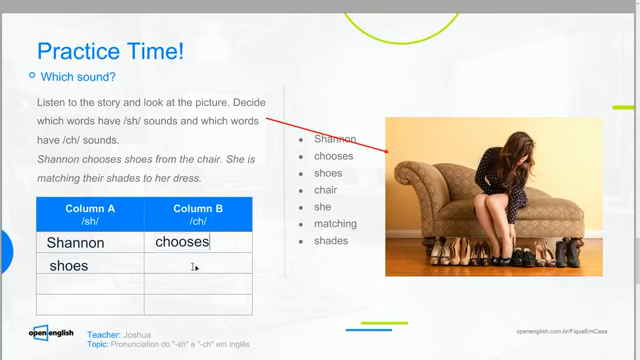 Practice Time!
Which sound?
Listen to the story and look at the picture. Decide
which words have /sh/ sounds and which words
have /ch/ sounds.
Shannon chooses shoes from the chair. She is
matching their shades to her dress.
Column A
/sh/
Column B
/ch/
Shannon
chooses
shoes
Shannon
chooses
shoes
chair
she
matching
shades
openenglish
Teacher: Joshua
Topic: Pronunciation do "-sh" e "-ch" em inglês
openenglish.com.br/FiqueEmCasa